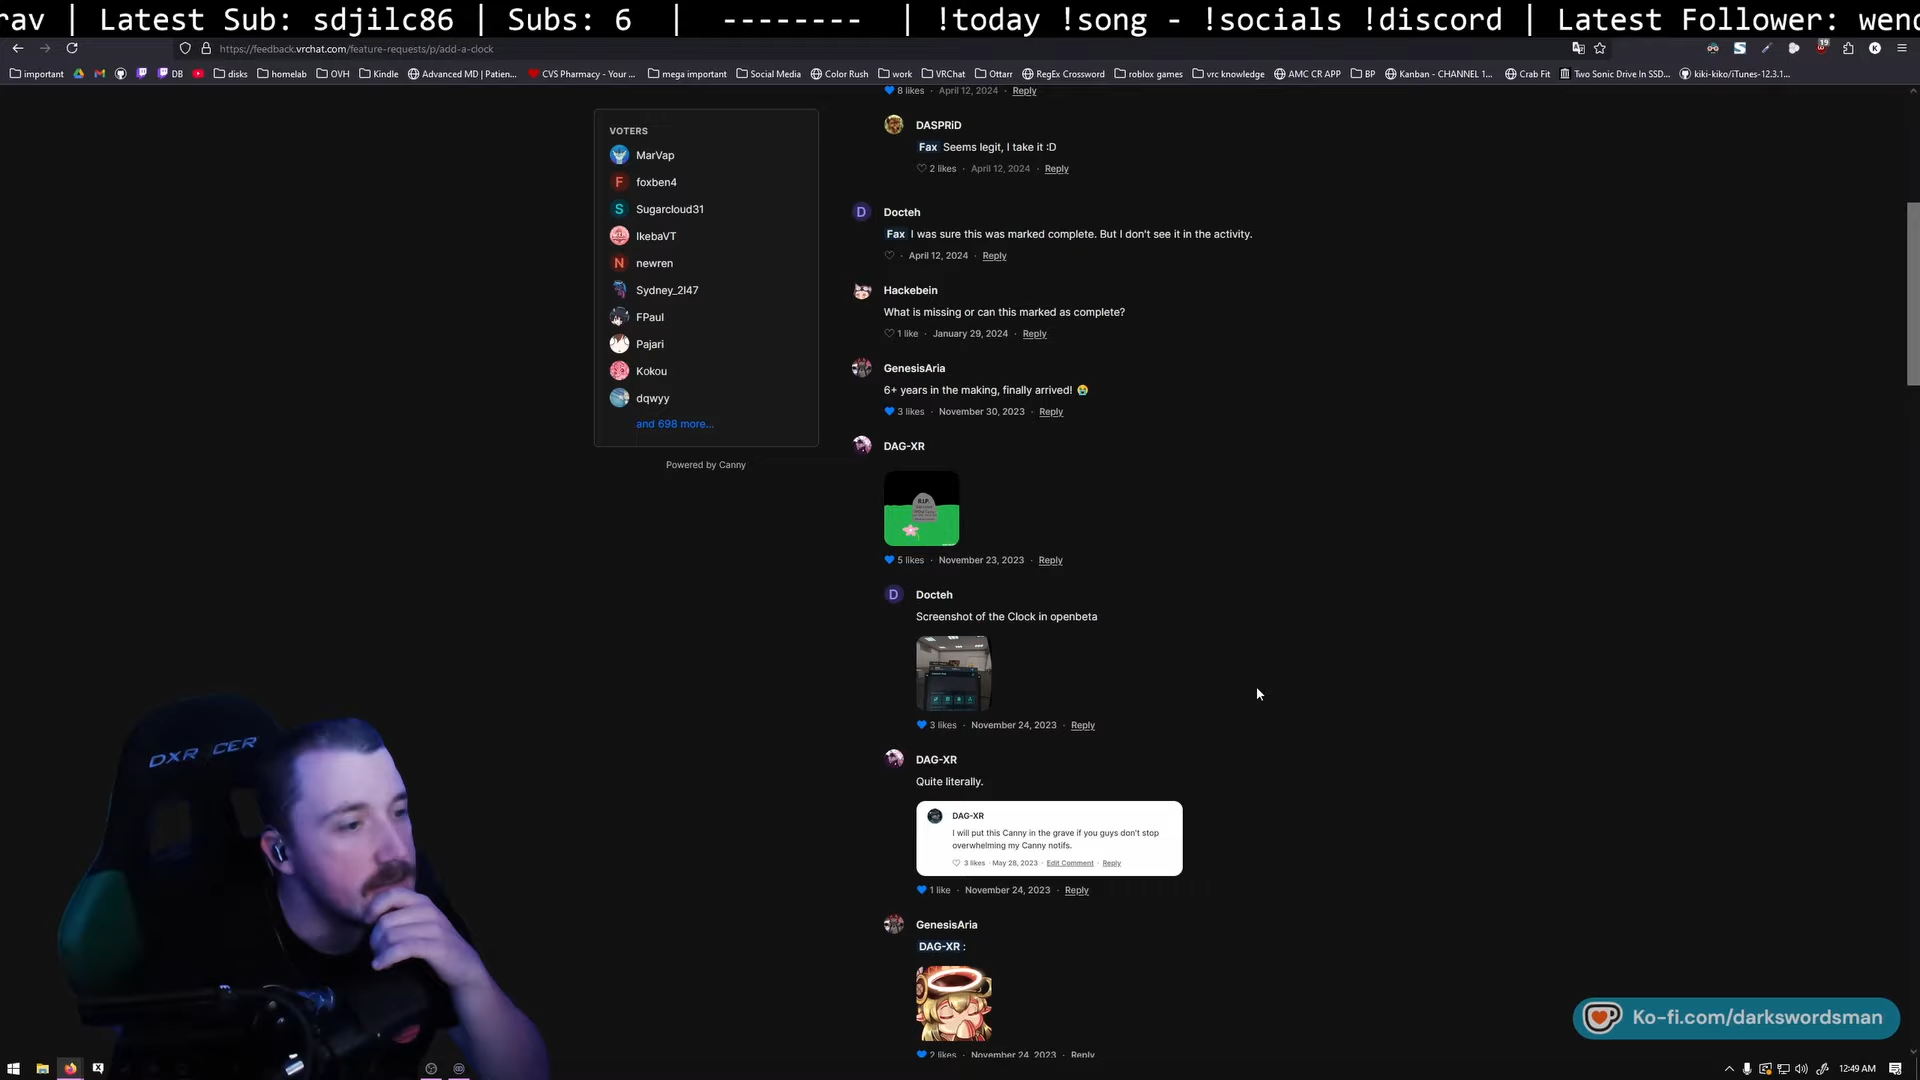 rav | Latest Sub: sdjilc86 | Subs: 6 | -------- | !today !song - !socials !discord | Latest Follower: wend
https://feedback.vrchat.com/feature-requests/p/add-a-clock
19
K
important
DB
disks
homelab
OVH
Kindle
Advanced MD | Patien...
CVS Pharmacy - Your ...
mega important
Social Media
Color Rush
work
VRChat
Ottarr
RegEx Crossword
roblox games
vrc knowledge
AMC CR APP
BP
Kanban - CHANNEL 1...
Crab Fit
Two Sonic Drive In SSD...
kiki-kiko/iTunes-12.3.1...
VOTERS
MarVap
F foxben4
S Sugarcloud31
IkebaVT
N newren
Sydney_2l47
FPaul
Pajari
Kokou
dqwyy
and 698 more...
Powered by Canny
8 likes · April 12, 2024 · Reply
DASPRiD
Fax Seems legit, I take it :D
2 likes · April 12, 2024 · Reply
D Docteh
Fax I was sure this was marked complete. But I don't see it in the activity.
· April 12, 2024 · Reply
Hackebein
What is missing or can this marked as complete?
1 like · January 29, 2024 · Reply
GenesisAria
6+ years in the making, finally arrived! 😭
3 likes · November 30, 2023 · Reply
DAG-XR
R.I.P.
5 likes · November 23, 2023 · Reply
D Docteh
Screenshot of the Clock in openbeta
3 likes · November 24, 2023 · Reply
DAG-XR
Quite literally.
DAG-XR
I will put this Canny in the grave if you guys don't stop
overwhelming my Canny notifs.
3 likes · May 28, 2023 · Edit Comment · Reply
1 like · November 24, 2023 · Reply
GenesisAria
DAG-XR :
2 likes · November 24, 2023 · Reply
DXR CER
Ko-fi.com/darkswordsman
12:49 AM